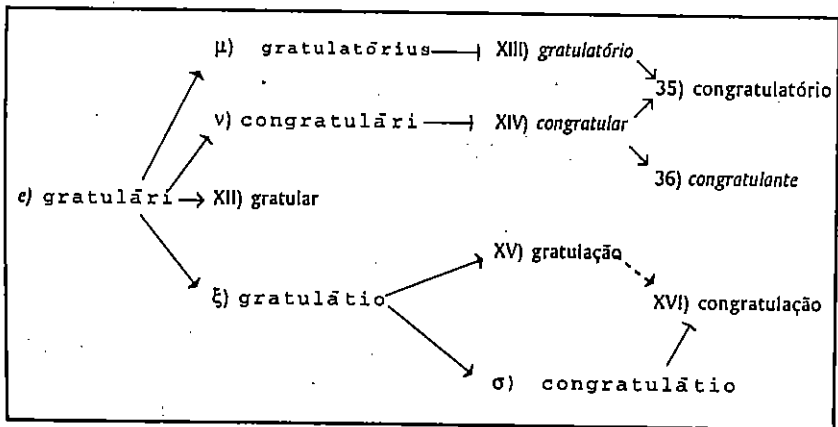 μ) gratulatōrius XIII) gratulatório
35) congratulatório
ν) congratulāri XIV) congratular
36) congratulante
e) gratulāri XII) gratular
XV) gratulação
ξ) gratulātio XVI) congratulação
σ) congratulātio